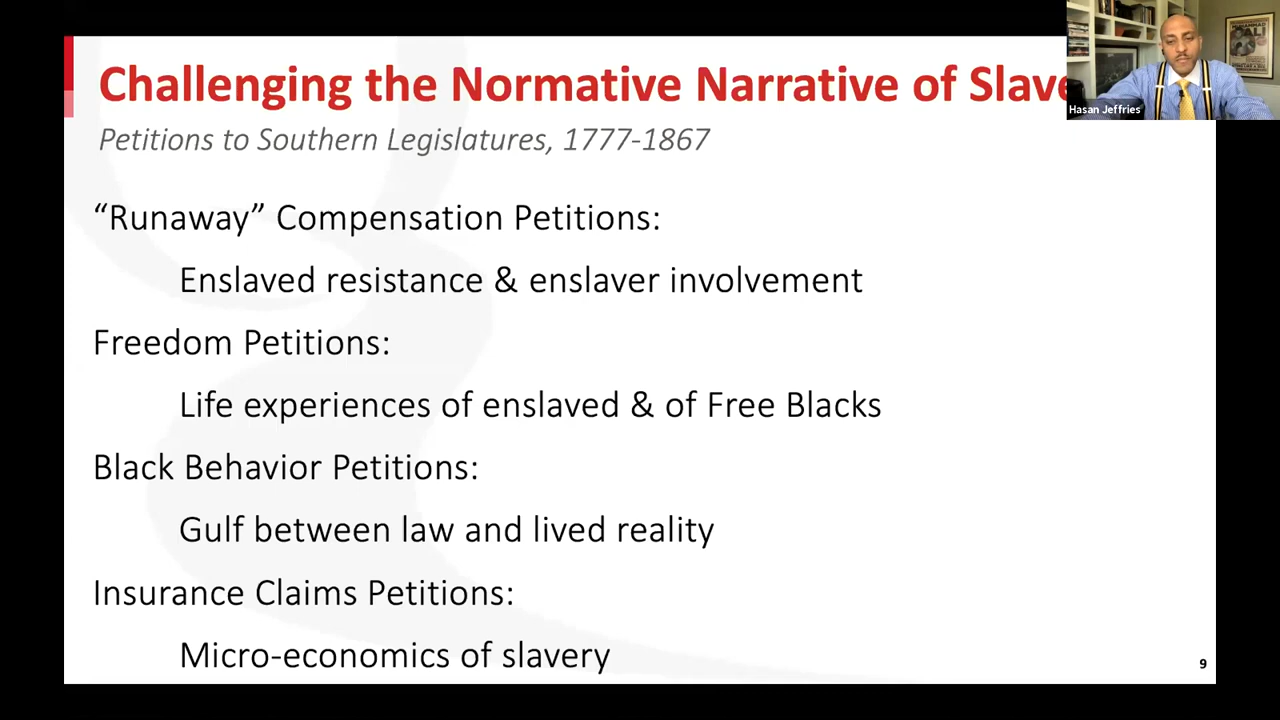 Challenging the Normative Narrative of Slave
Petitions to Southern Legislatures, 1777-1867
“Runaway” Compensation Petitions:
Enslaved resistance & enslaver involvement
Freedom Petitions:
Life experiences of enslaved & of Free Blacks
Black Behavior Petitions:
Gulf between law and lived reality
Insurance Claims Petitions:
Micro-economics of slavery
9
ALI
Hasan Jeffries